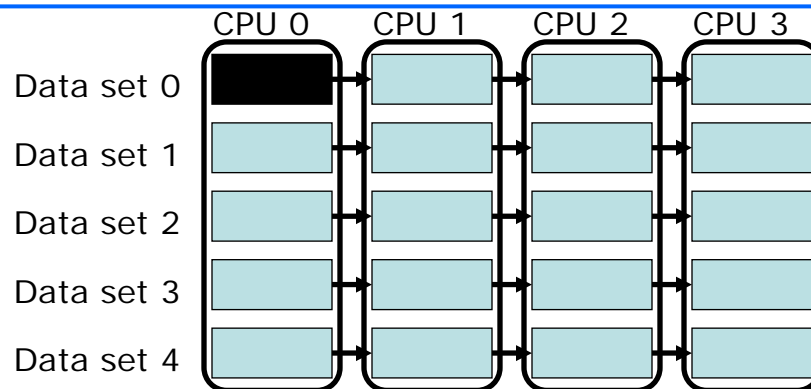 CPU 0 CPU 1 CPU 2 CPU 3
Data set 0
Data set 1
Data set 2
Data set 3
Data set 4